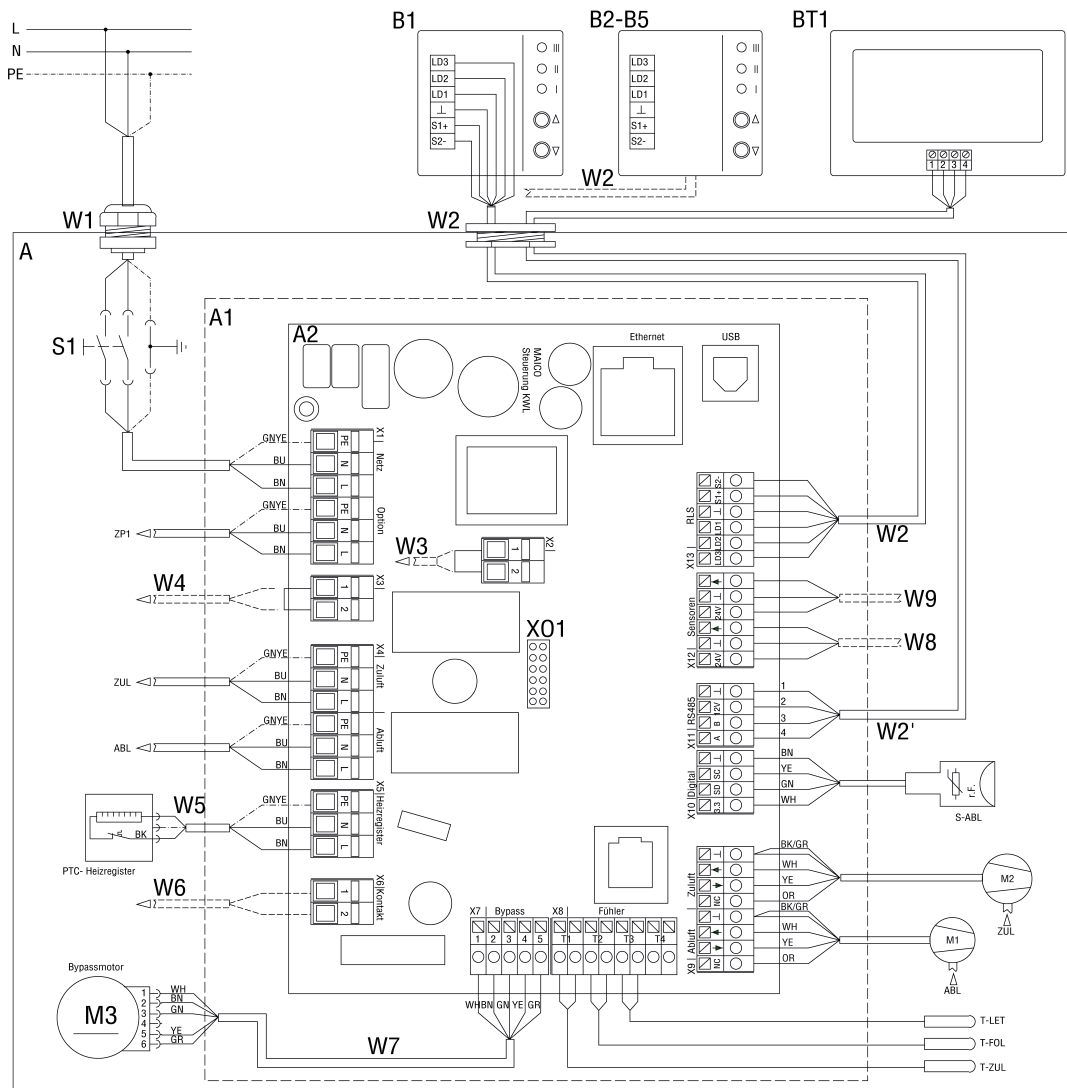 L
N
PE
B1
LD3
LD2
LD1
⊥
S1+
S2-
III
II
I
B2-B5
LD3
LD2
LD1
⊥
S1+
S2-
III
II
I
BT1
1 2 3 4
W2
W1
W2
A
S1
A1
A2
MAICO
Steuerung KWL
Ethernet
USB
GNYE
BU
BN
PE
N
L
X1
Netz
GNYE
BU
BN
PE
N
L
Option
ZP1
W3
1
2
X2
W4
1
2
X3
X01
GNYE
BU
BN
PE
N
L
X4
Zuluft
ZUL
GNYE
BU
BN
PE
N
L
Abluft
ABL
W5
BK
PTC- Heizregister
GNYE
BU
BN
PE
N
L
X5
Heizregister
W6
1
2
X6
Kontakt
S2-
S1+
⊥
LD1
LD2
LD3
X13
RLS
W2
⊥
24V
⊥
24V
X12
Sensoren
W9
W8
⊥
12V
B
A
X11
RS485
1
2
3
4
W2'
⊥
SC
SD
3.3
X10
Digital
BN
YE
GN
WH
r.F.
S-ABL
⊥
NC
Zuluft
BK/GR
WH
YE
OR
M2
ZUL
⊥
NC
X9
Abluft
BK/GR
WH
YE
OR
M1
ABL
X7 Bypass
1 2 3 4 5
X8 Fühler
T1 T2 T3 T4
WH BN GN YE GR
Bypassmotor
M3
1 WH
2 BN
3 GN
4
5 YE
6 GR
W7
T-LET
T-FOL
T-ZUL